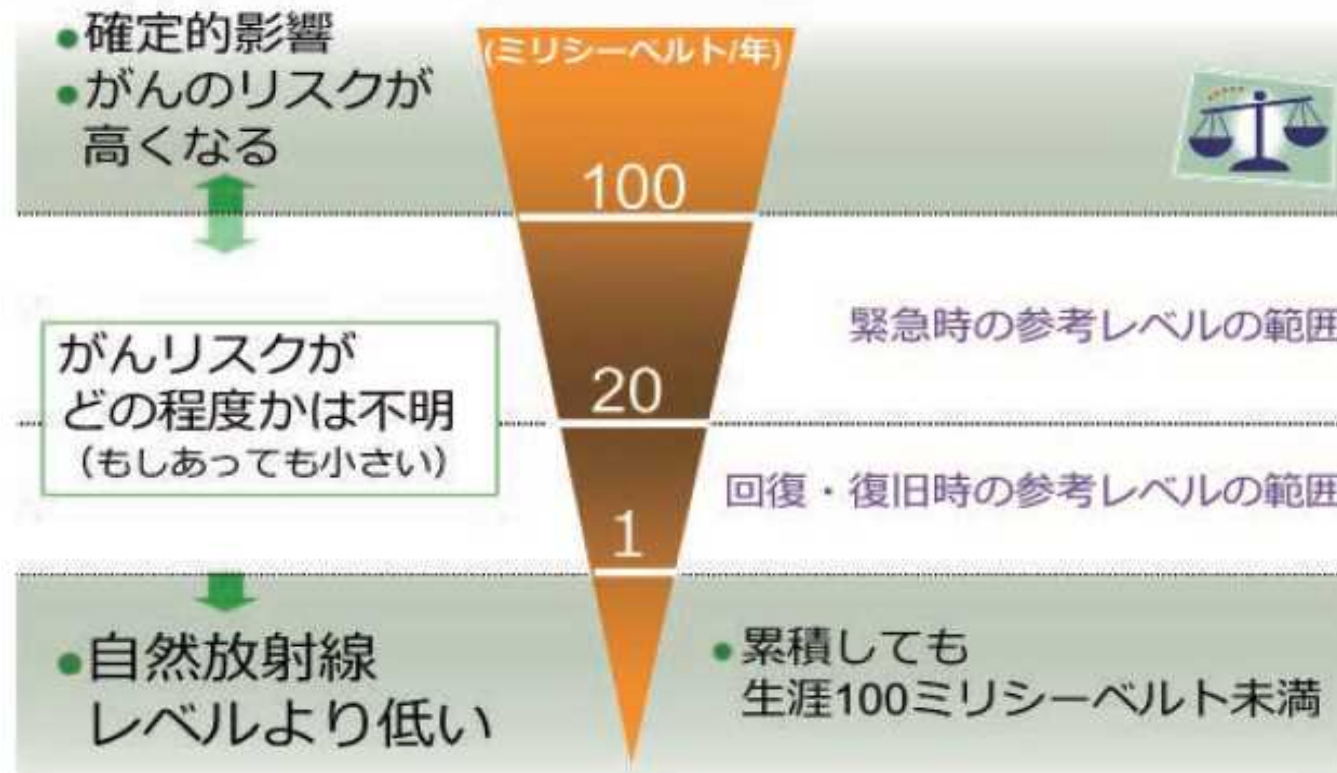 •確定的影響
•がんのリスクが
高くなる
(ミリシーベルト/年)
100
緊急時の参考レベルの範囲
がんリスクが
どの程度かは不明
（もしあっても小さい）
20
回復・復旧時の参考レベルの範囲
1
•自然放射線
レベルより低い
•累積しても
生涯100ミリシーベルト未満